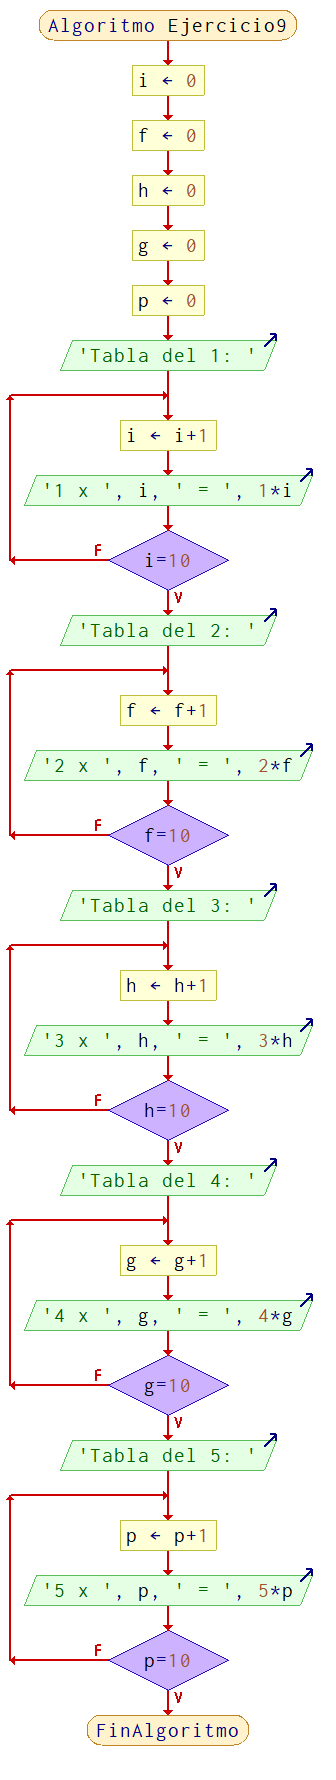 Algoritmo Ejercicio9
i ← 0
f ← 0
h ← 0
g ← 0
p ← 0
'Tabla del 1: '
i ← i+1
'1 x ', i, ' = ', 1*i
F
i=10
V
'Tabla del 2: '
f ← f+1
'2 x ', f, ' = ', 2*f
F
f=10
V
'Tabla del 3: '
h ← h+1
'3 x ', h, ' = ', 3*h
F
h=10
V
'Tabla del 4: '
g ← g+1
'4 x ', g, ' = ', 4*g
F
g=10
V
'Tabla del 5: '
p ← p+1
'5 x ', p, ' = ', 5*p
F
p=10
V
FinAlgoritmo